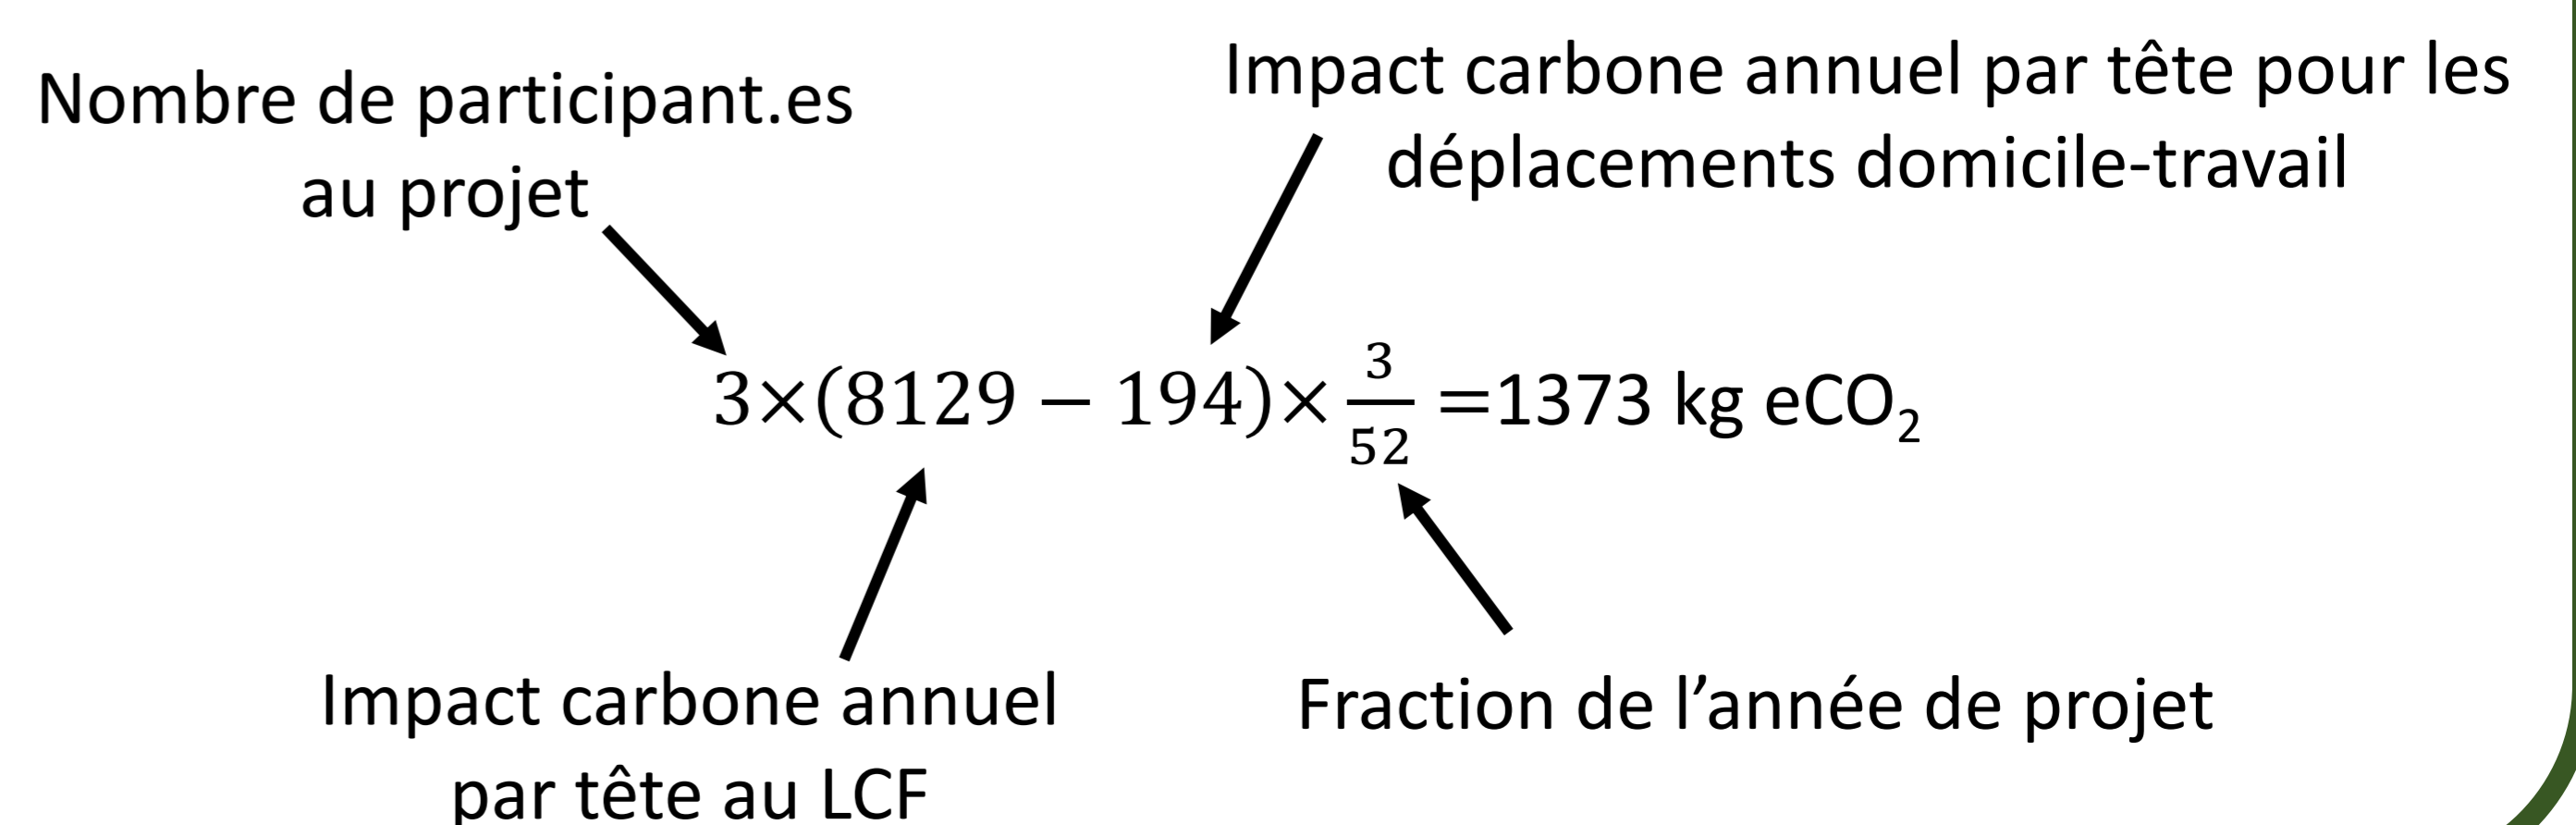 Nombre de participant.es
au projet
Impact carbone annuel par tête pour les
déplacements domicile-travail
3×(8129 − 194)× 3/52 =1373 kg eCO₂
Impact carbone annuel
par tête au LCF
Fraction de l’année de projet